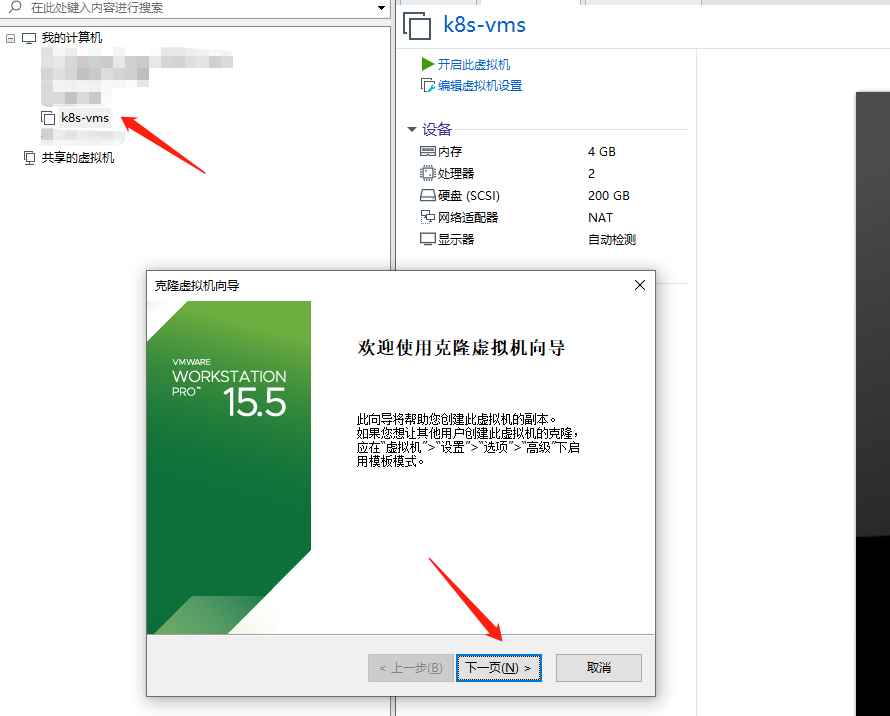 在此处键入内容进行搜索
我的计算机
k8s-vms
共享的虚拟机
k8s-vms
开启此虚拟机
编辑虚拟机设置
设备
内存 4 GB
处理器 2
硬盘 (SCSI) 200 GB
网络适配器 NAT
显示器 自动检测
克隆虚拟机向导
VMWARE
WORKSTATION
PRO™ 15.5
欢迎使用克隆虚拟机向导
此向导将帮助您创建此虚拟机的副本。
如果您想让其他用户创建此虚拟机的克隆，
应在“虚拟机”>“设置”>“选项”>“高级”下启
用模板模式。
< 上一步(B) 下一页(N) > 取消